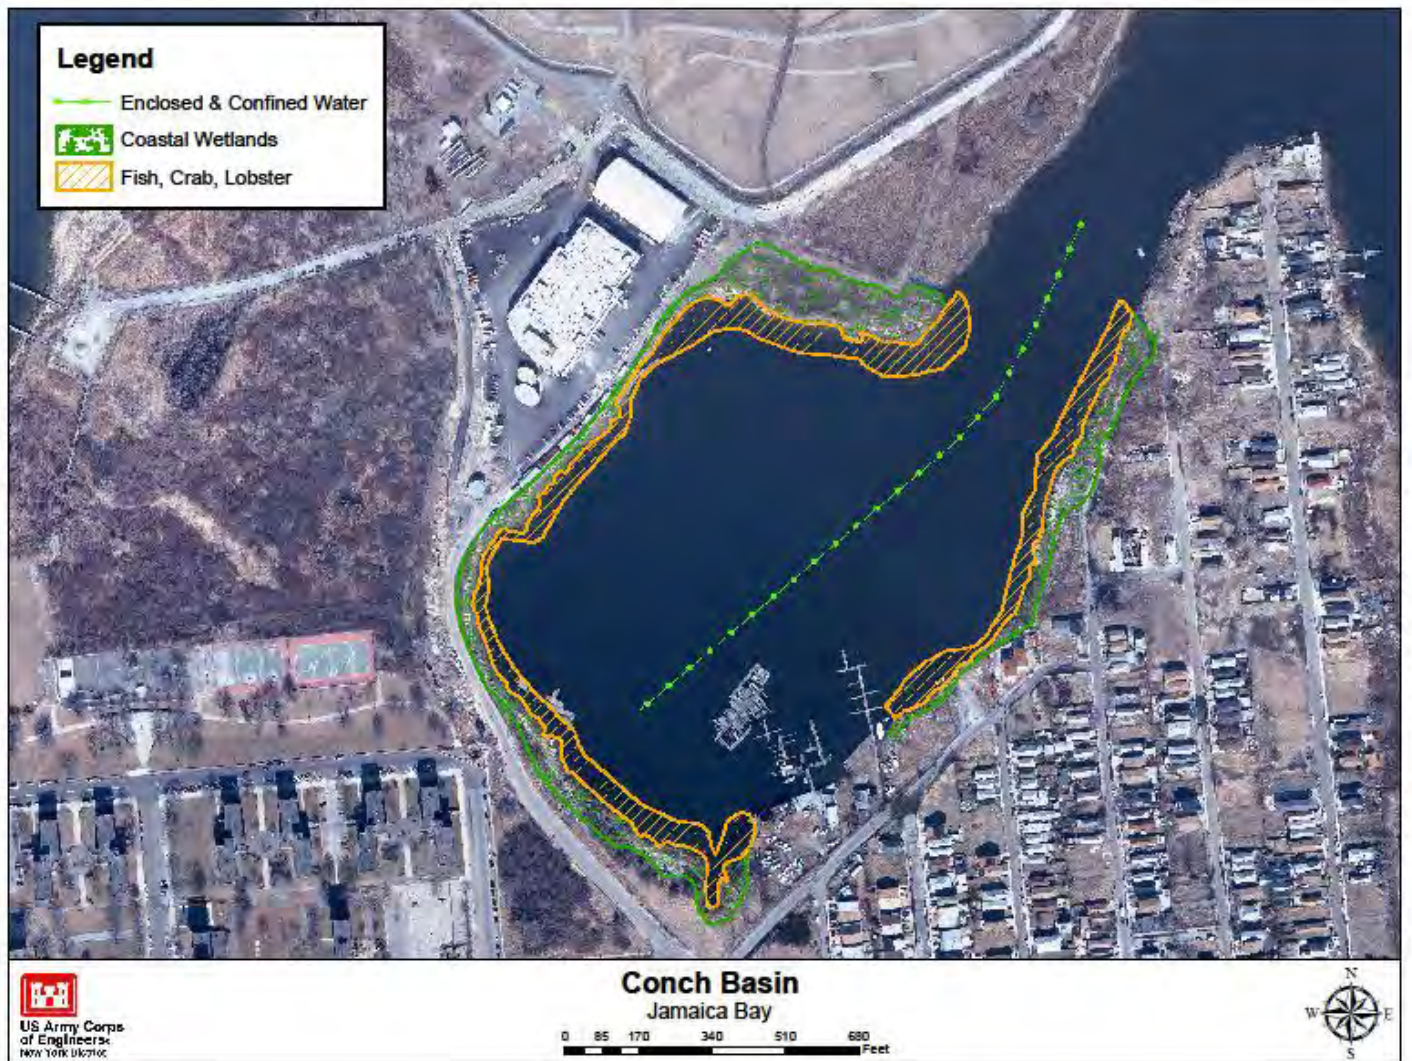 Legend
Enclosed & Confined Water
Coastal Wetlands
Fish, Crab, Lobster
Conch Basin
Jamaica Bay
0 85 170 340 510 680
Feet
US Army Corps
of Engineers
New York District
N
W E
S